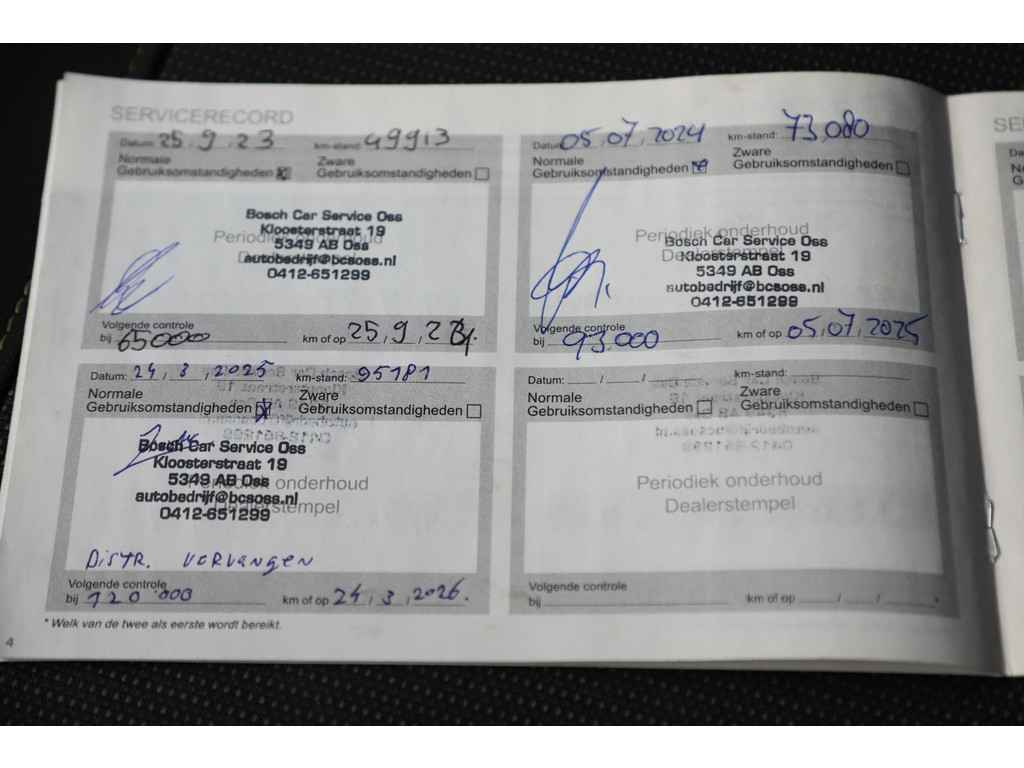 SERVICERECORD
Datum: 25.9.23 km-stand: 49913
Normale Zware
Gebruiksomstandigheden Gebruiksomstandigheden
Periodiek onderhoud
Bosch Car Service Oss
Kloosterstraat 19
5349 AB Oss
autobedrijf@bcsoss.nl
0412-651299
Volgende controle
bij 65000 km of op 25.9.24
Datum: 05.07.2024 km-stand: 73.080
Normale Zware
Gebruiksomstandigheden Gebruiksomstandigheden
Periodiek onderhoud
Dealerstempel
Bosch Car Service Oss
Kloosterstraat 19
5349 AB Oss
autobedrijf@bcsoss.nl
0412-651299
Volgende controle
bij 93.000 km of op 05.07.2025
Datum: 24.3.2025 km-stand: 95181
Normale Zware
Gebruiksomstandigheden Gebruiksomstandigheden
Bosch Car Service Oss
Kloosterstraat 19
5349 AB Oss
autobedrijf@bcsoss.nl
0412-651299
Periodiek onderhoud
Dealerstempel
DISTR. VERVANGEN
Volgende controle
bij 120.000 km of op 24.3.2026.
Datum: / / km-stand:
Normale Zware
Gebruiksomstandigheden Gebruiksomstandigheden
Periodiek onderhoud
Dealerstempel
Volgende controle
bij km of op / / *
* Welk van de twee als eerste wordt bereikt.
4